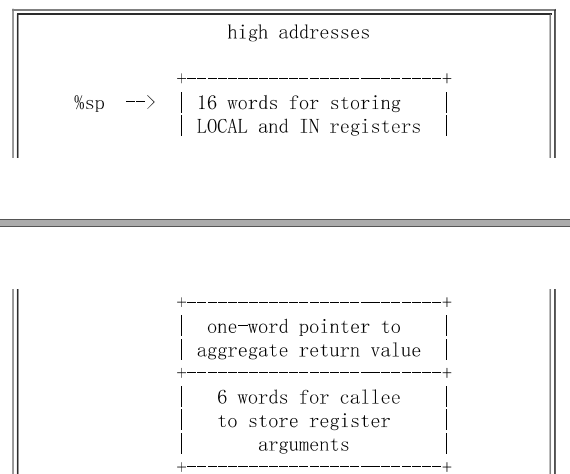 high addresses
+-------------------------+
%sp --> | 16 words for storing |
| LOCAL and IN registers |
+-------------------------+
| one-word pointer to |
| aggregate return value |
+-------------------------+
| 6 words for callee |
| to store register |
| arguments |
+-------------------------+